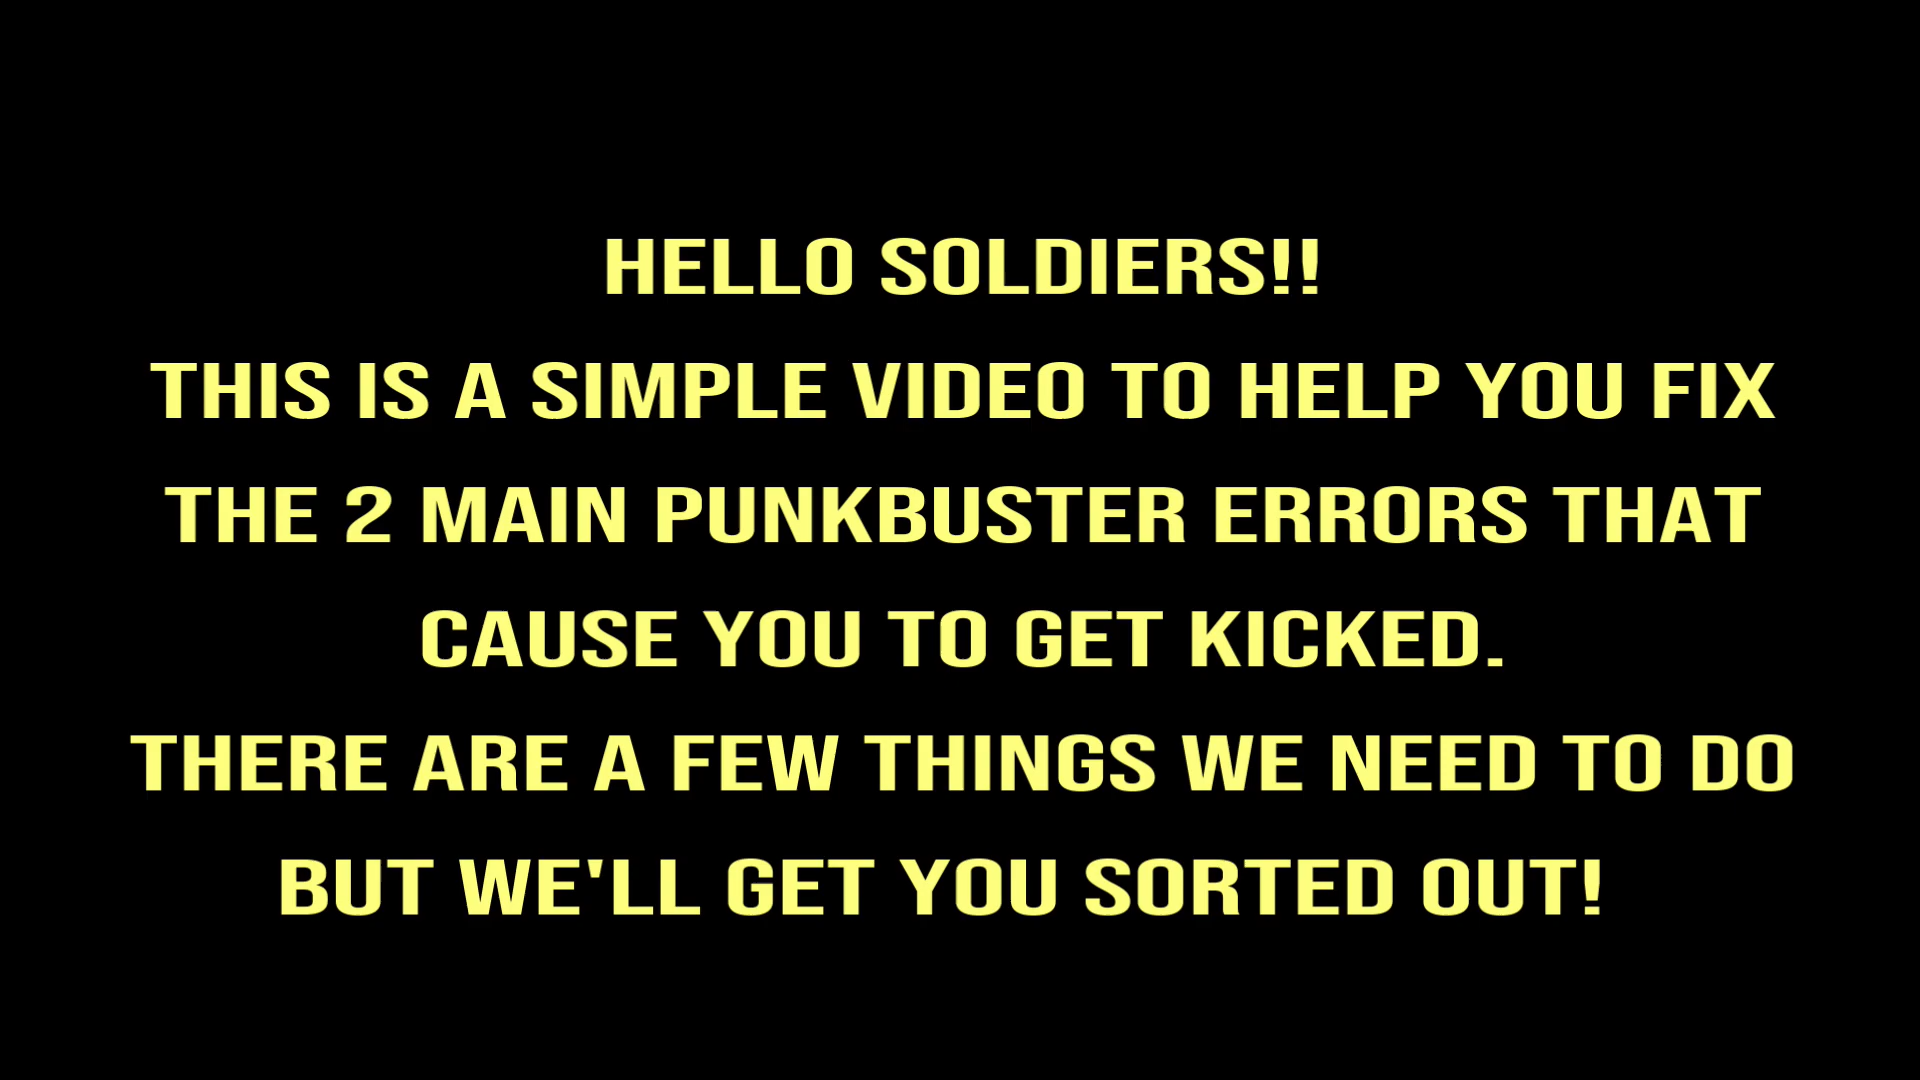 HELLO SOLDIERS!!
THIS IS A SIMPLE VIDEO TO HELP YOU FIX
THE 2 MAIN PUNKBUSTER ERRORS THAT
CAUSE YOU TO GET KICKED.
THERE ARE A FEW THINGS WE NEED TO DO
BUT WE'LL GET YOU SORTED OUT!